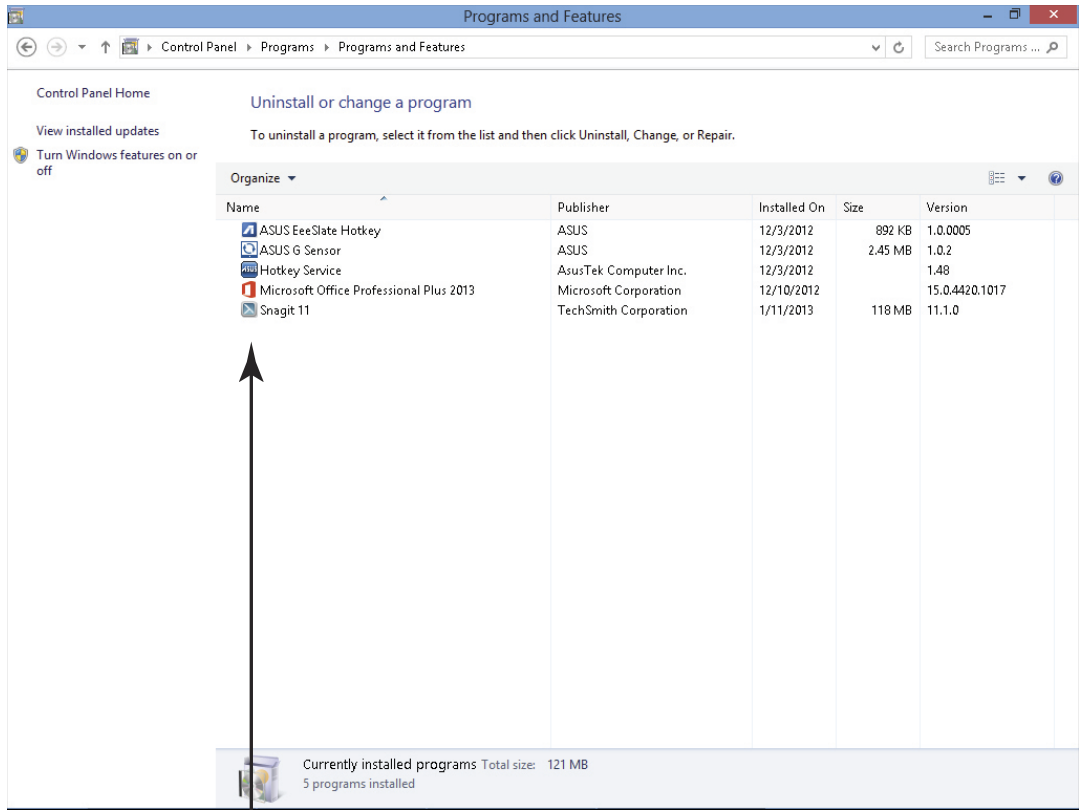 Programs and Features
Control Panel Programs Programs and Features
Search Programs ...
Control Panel Home
View installed updates
Turn Windows features on or
off
Uninstall or change a program
To uninstall a program, select it from the list and then click Uninstall, Change, or Repair.
Organize
Name Publisher Installed On Size Version
ASUS EeeSlate Hotkey ASUS 12/3/2012 892 KB 1.0.0005
ASUS G Sensor ASUS 12/3/2012 2.45 MB 1.0.2
Hotkey Service AsusTek Computer Inc. 12/3/2012 1.48
Microsoft Office Professional Plus 2013 Microsoft Corporation 12/10/2012 15.0.4420.1017
Snagit 11 TechSmith Corporation 1/11/2013 118 MB 11.1.0
Currently installed programs Total size: 121 MB
5 programs installed